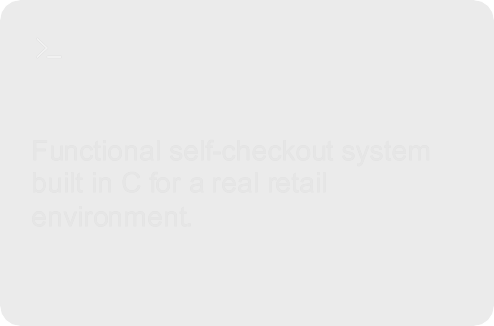 Functional self-checkout system
built in C for a real retail
environment.